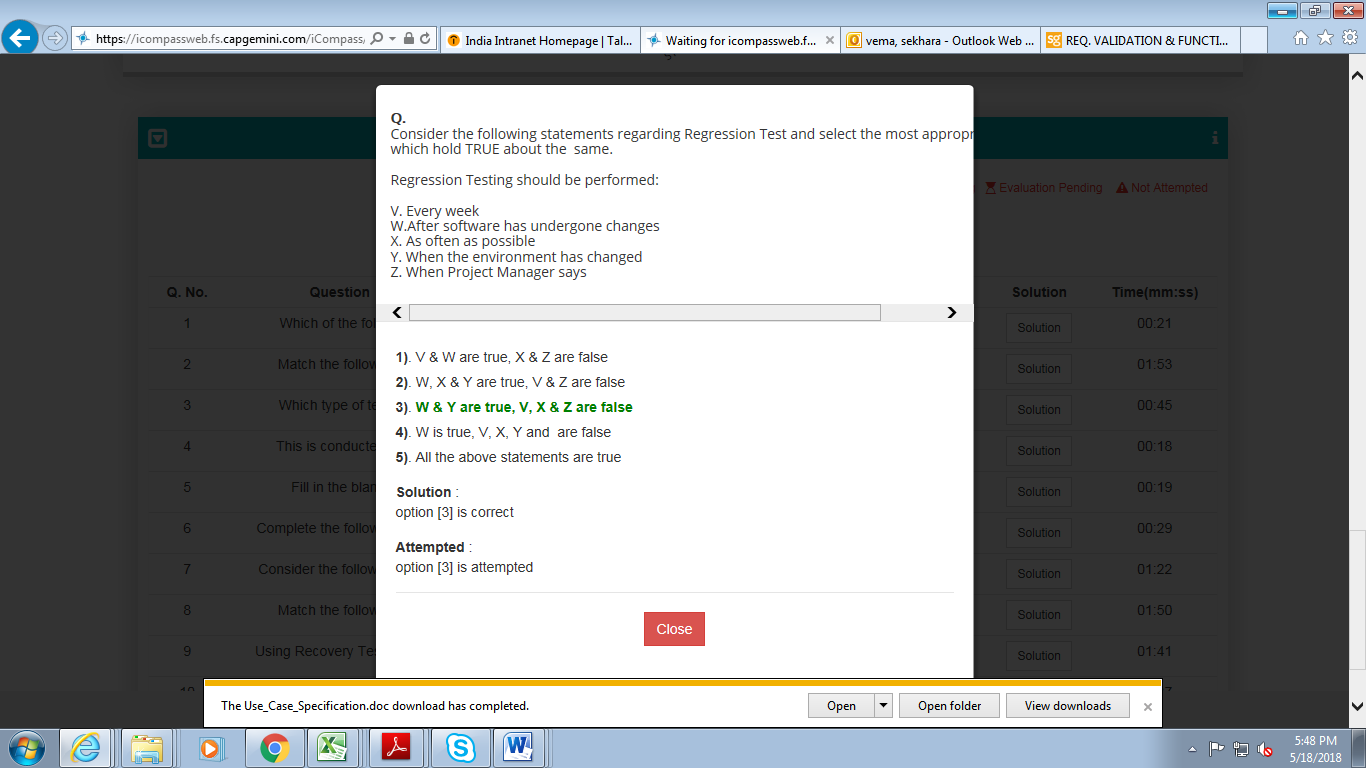 https://icompassweb.fs.capgemini.com/iCompass/
India Intranet Homepage | Tal...
Waiting for icompassweb.f...
vema, sekhara - Outlook Web ...
REQ. VALIDATION & FUNCTI...
Q.
Consider the following statements regarding Regression Test and select the most appropr
which hold TRUE about the  same.
Evaluation Pending
Not Attempted
Regression Testing should be performed:
V. Every week
W.After software has undergone changes
X. As often as possible
Y. When the environment has changed
Z. When Project Manager says
Q. No. Question Solution Time(mm:ss)
1 Which of the fol Solution 00:21
2 Match the follow Solution 01:53
3 Which type of te Solution 00:45
4 This is conducte Solution 00:18
5 Fill in the blan Solution 00:19
6 Complete the follow Solution 00:29
7 Consider the follow Solution 01:22
8 Match the follow Solution 01:50
9 Using Recovery Te Solution 01:41
1). V & W are true, X & Z are false
2). W, X & Y are true, V & Z are false
3). W & Y are true, V, X & Z are false
4). W is true, V, X, Y and  are false
5). All the above statements are true
Solution :
option [3] is correct
Attempted :
option [3] is attempted
Close
The Use_Case_Specification.doc download has completed.
Open
Open folder
View downloads
5:48 PM
5/18/2018